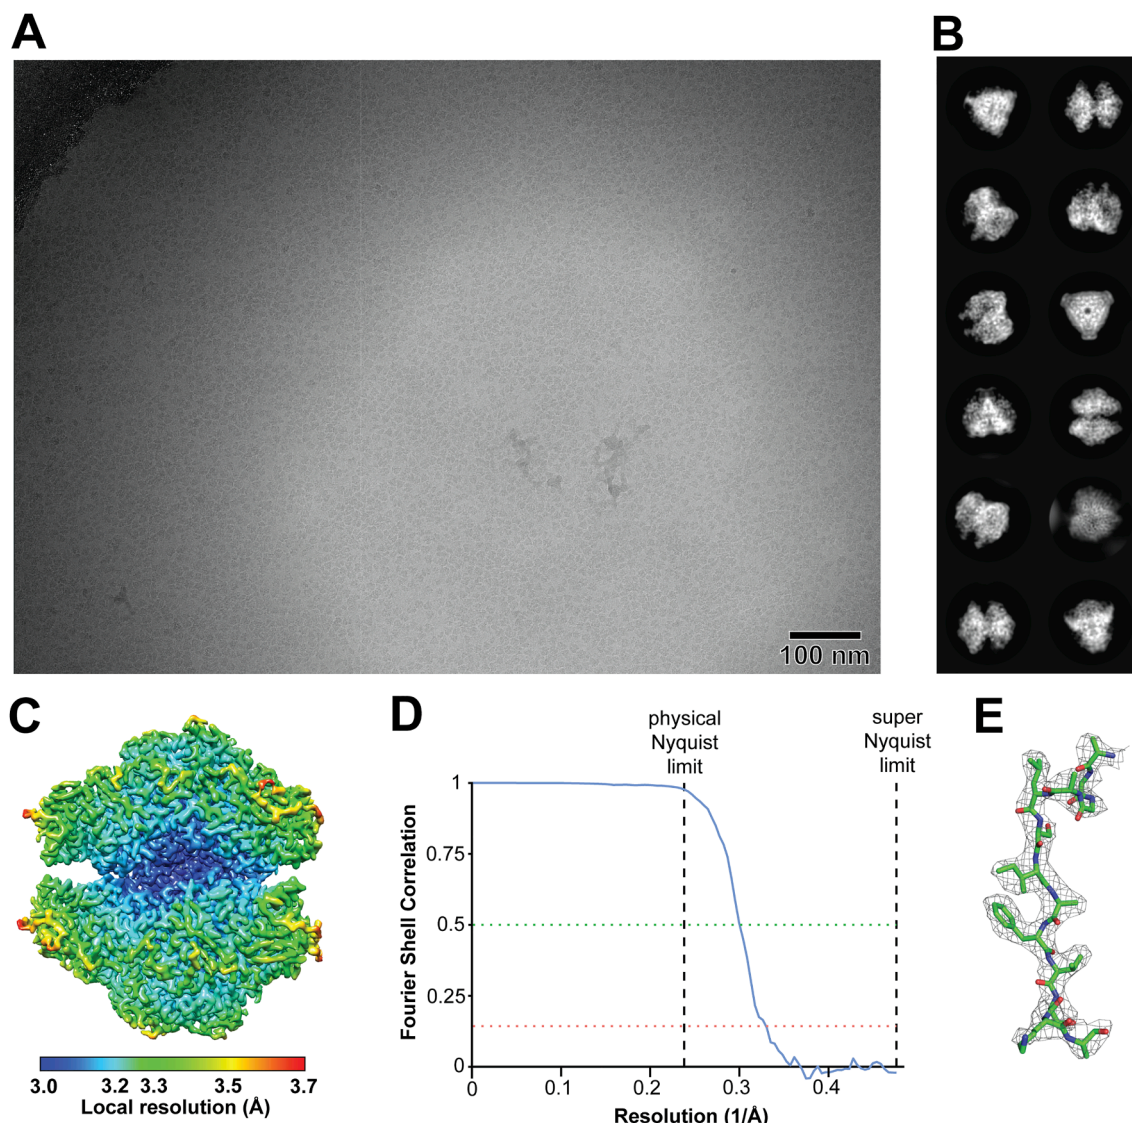 A
B
100 nm
C
3.0 3.2 3.3 3.5 3.7
Local resolution (Å)
D
physical
Nyquist
limit
super
Nyquist
limit
Fourier Shell Correlation
1
0.75
0.5
0.25
0
0 0.1 0.2 0.3 0.4
Resolution (1/Å)
E